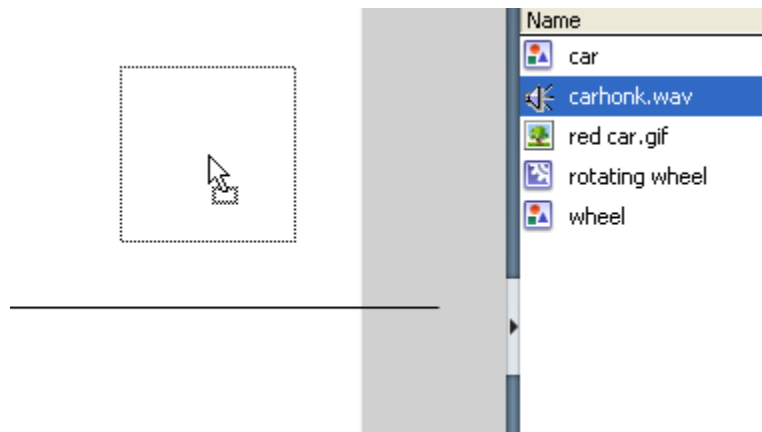 Name
car
carhonk.wav
red car.gif
rotating wheel
wheel